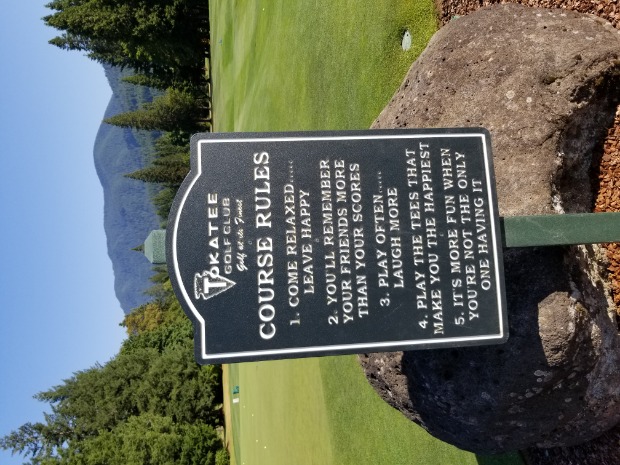 TOKATEE
GOLF CLUB
Golf at its Finest
COURSE RULES
1. COME RELAXED.....
LEAVE HAPPY
2. YOU'LL REMEMBER
YOUR FRIENDS MORE
THAN YOUR SCORES
3. PLAY OFTEN....
LAUGH MORE
4. PLAY THE TEES THAT
MAKE YOU THE HAPPIEST
5. IT'S MORE FUN WHEN
YOU'RE NOT THE ONLY
ONE HAVING IT